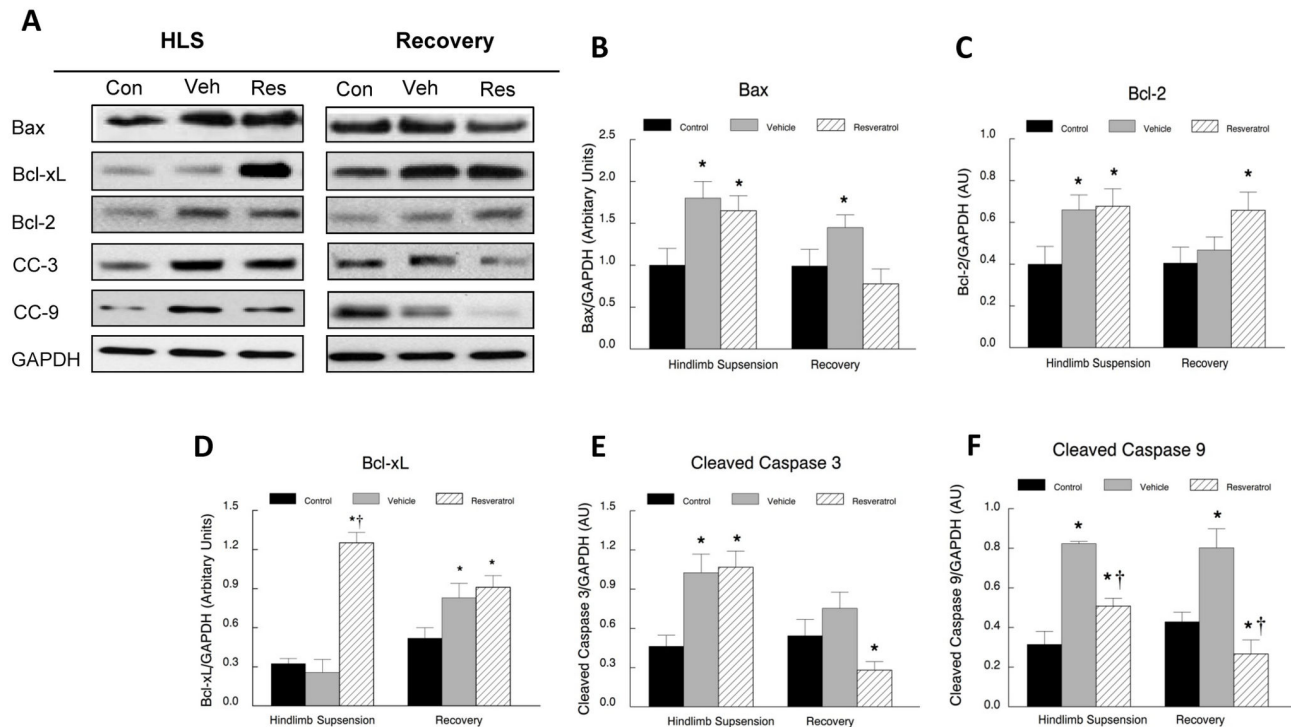 A
HLS Recovery
Con Veh Res Con Veh Res
Bax
Bcl-xL
Bcl-2
CC-3
CC-9
GAPDH
B
Bax
Control Vehicle Resveratrol
Bax/GAPDH (Arbitary Units)
2.5
2.0
1.5
1.0
0.5
0.0
* * *
Hindlimb Supsension Recovery
C
Bcl-2
Control Vehicle Resveratrol
Bcl-2/GAPDH (AU)
1.0
0.8
0.6
0.4
0.2
0.0
* * *
Hindlimb Suspension Recovery
D
Bcl-xL
Control Vehicle Resveratrol
Bcl-xL/GAPDH (Arbitary Units)
1.5
1.2
0.9
0.6
0.3
0.0
*† * *
Hindlimb Supsension Recovery
E
Cleaved Caspase 3
Control Vehicle Resveratrol
Cleaved Caspase 3/GAPDH (AU)
1.5
1.2
0.9
0.6
0.3
0.0
* * *
Hindlimb Supsension Recovery
F
Cleaved Caspase 9
Control Vehicle Resveratrol
Cleaved Caspase 9/GAPDH (AU)
1.0
0.8
0.6
0.4
0.2
0.0
* *† * *†
Hindlimb Supsension Recovery